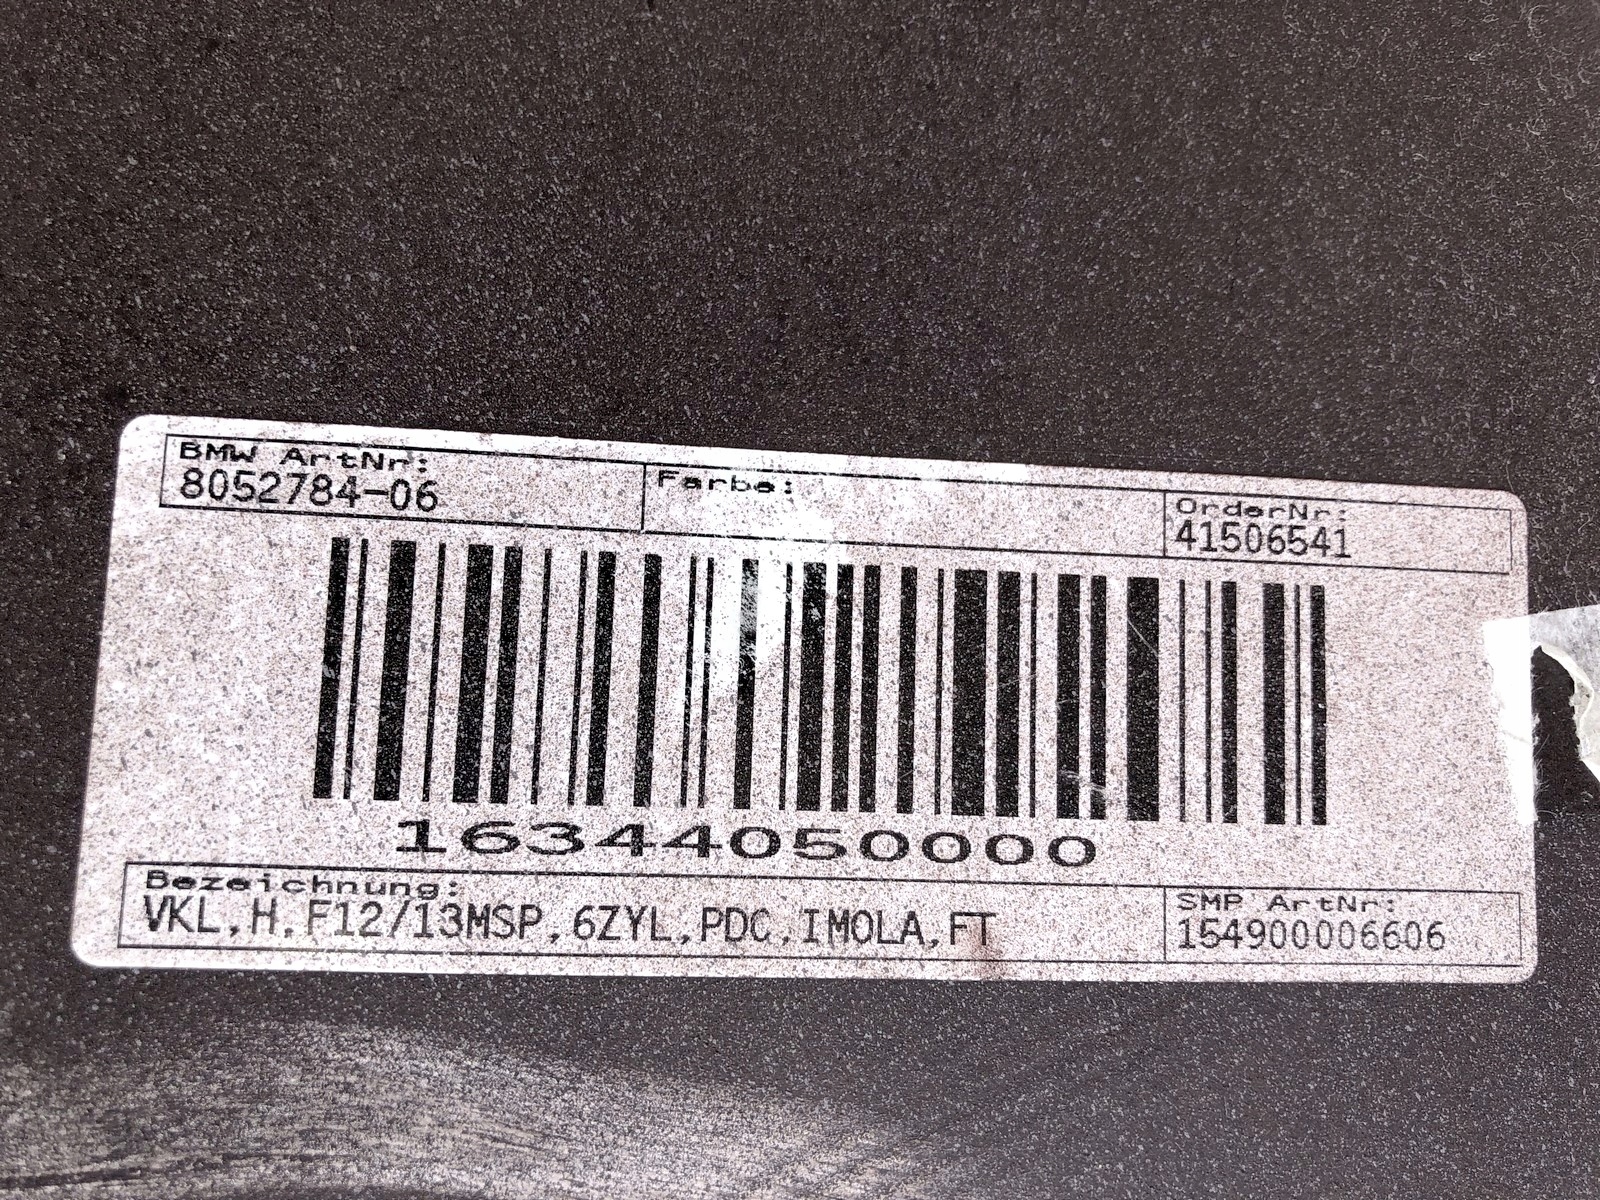 BMW ArtNr:
8052784-06
Farbe:
OrderNr:
41506541
16344050000
Bezeichnung:
VKL,H,F12/13MSP,6ZYL,PDC,IMOLA,FT
SMP ArtNr:
154900006606